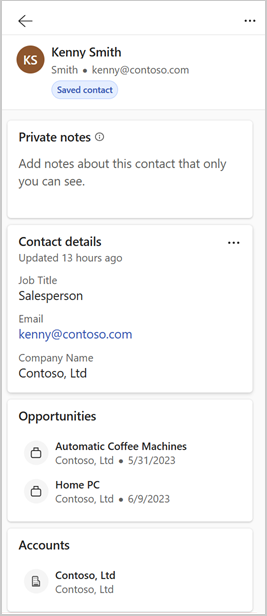 KS
Kenny Smith
Smith • kenny@contoso.com
Saved contact
Private notes
Add notes about this contact that only
you can see.
Contact details
Updated 13 hours ago
Job Title
Salesperson
Email
kenny@contoso.com
Company Name
Contoso, Ltd
Opportunities
Automatic Coffee Machines
Contoso, Ltd • 5/31/2023
Home PC
Contoso, Ltd • 6/9/2023
Accounts
Contoso, Ltd
Contoso, Ltd